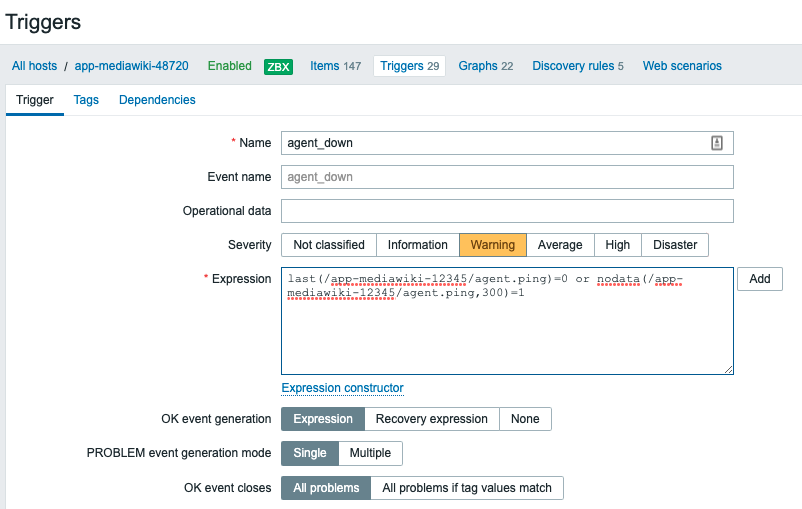 Triggers
All hosts / app-mediawiki-48720 Enabled ZBX Items 147 Triggers 29 Graphs 22 Discovery rules 5 Web scenarios
Trigger Tags Dependencies
* Name agent_down
Event name agent_down
Operational data
Severity Not classified Information Warning Average High Disaster
* Expression last(/app-mediawiki-12345/agent.ping)=0 or nodata(/app-
mediawiki-12345/agent.ping,300)=1
Add
Expression constructor
OK event generation Expression Recovery expression None
PROBLEM event generation mode Single Multiple
OK event closes All problems All problems if tag values match